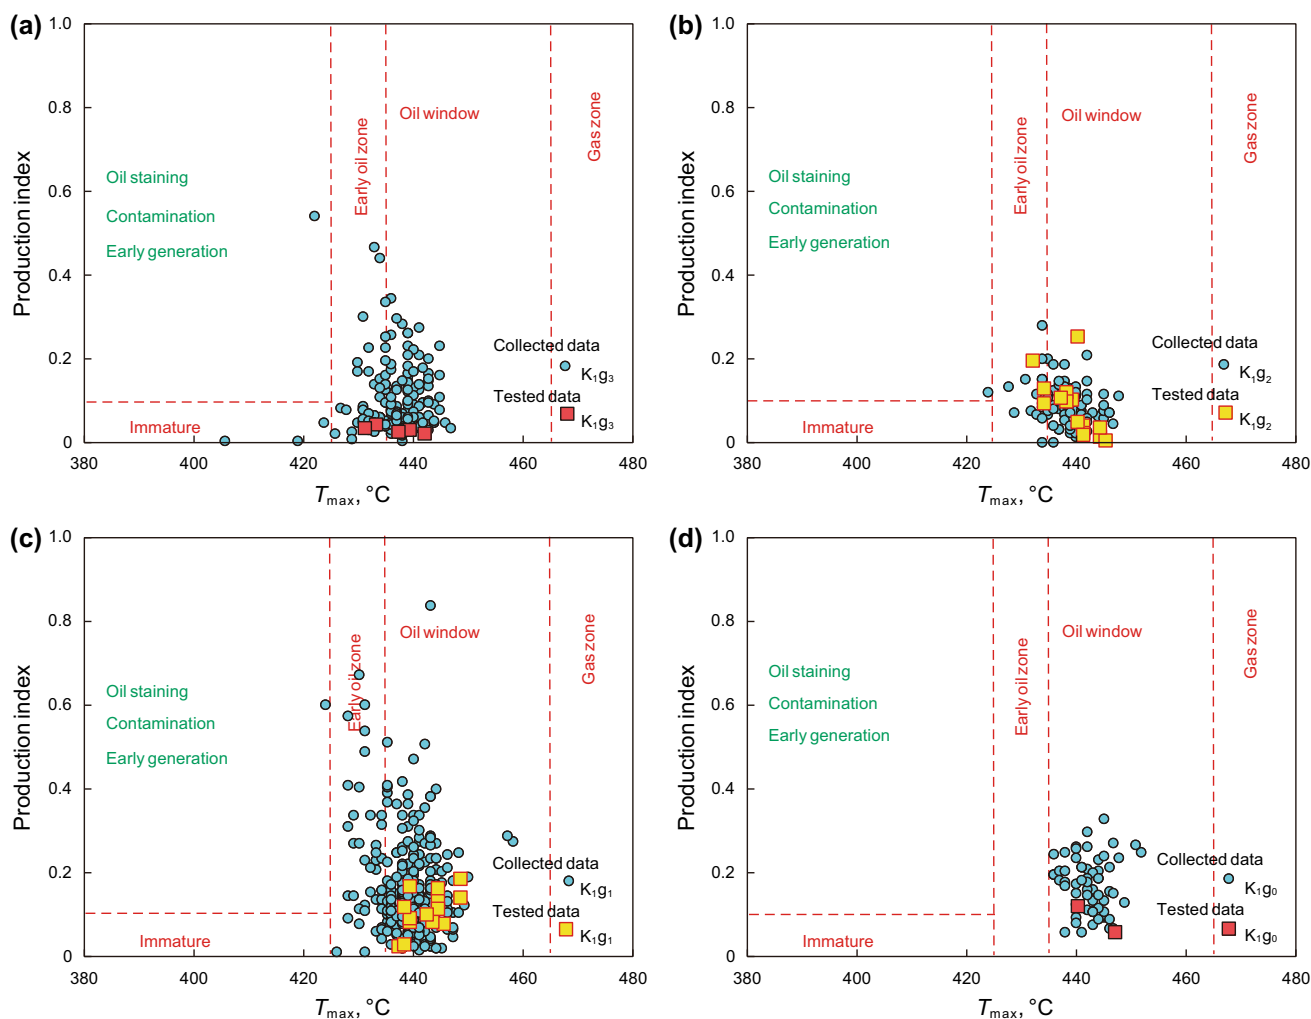 (a)
1.0
0.8
0.6
0.4
0.2
0
Production index
Oil staining
Contamination
Early generation
Immature
Early oil zone
Oil window
Gas zone
Collected data
K₁g₃
Tested data
K₁g₃
380 400 420 440 460 480
Tmax, °C
(b)
1.0
0.8
0.6
0.4
0.2
0
Production index
Oil staining
Contamination
Early generation
Immature
Early oil zone
Oil window
Gas zone
Collected data
K₁g₂
Tested data
K₁g₂
380 400 420 440 460 480
Tmax, °C
(c)
1.0
0.8
0.6
0.4
0.2
0
Production index
Oil staining
Contamination
Early generation
Immature
Early oil zone
Oil window
Gas zone
Collected data
K₁g₁
Tested data
K₁g₁
380 400 420 440 460 480
Tmax, °C
(d)
1.0
0.8
0.6
0.4
0.2
0
Production index
Oil staining
Contamination
Early generation
Immature
Early oil zone
Oil window
Gas zone
Collected data
K₁g₀
Tested data
K₁g₀
380 400 420 440 460 480
Tmax, °C